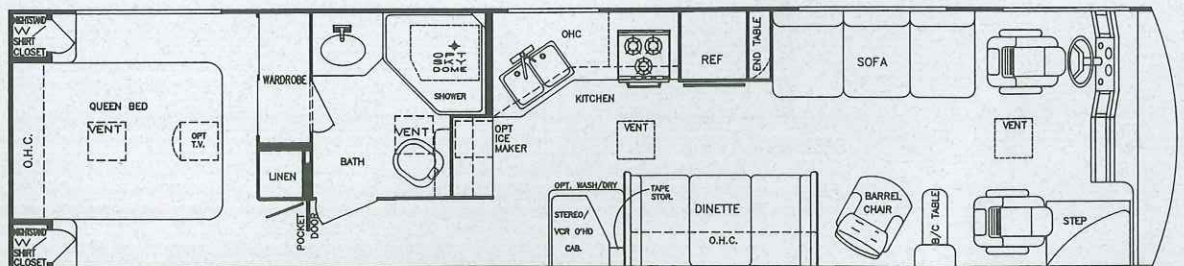 NIGHTSTAND
W/
SHIRT
CLOSET
O.H.C.
QUEEN BED
VENT
OPT
T.V.
NIGHTSTAND
W/
SHIRT
CLOSET
WARDROBE
LINEN
POCKET
DOOR
BATH
VENT
OPT
SKY
DOME
SHOWER
OPT
ICE
MAKER
OHC
KITCHEN
REF
END TABLE
VENT
OPT. WASH/DRY
STEREO/
VCR O'HD
CAB.
TAPE
STOR.
DINETTE
O.H.C.
SOFA
BARREL
CHAIR
B/C TABLE
VENT
STEP